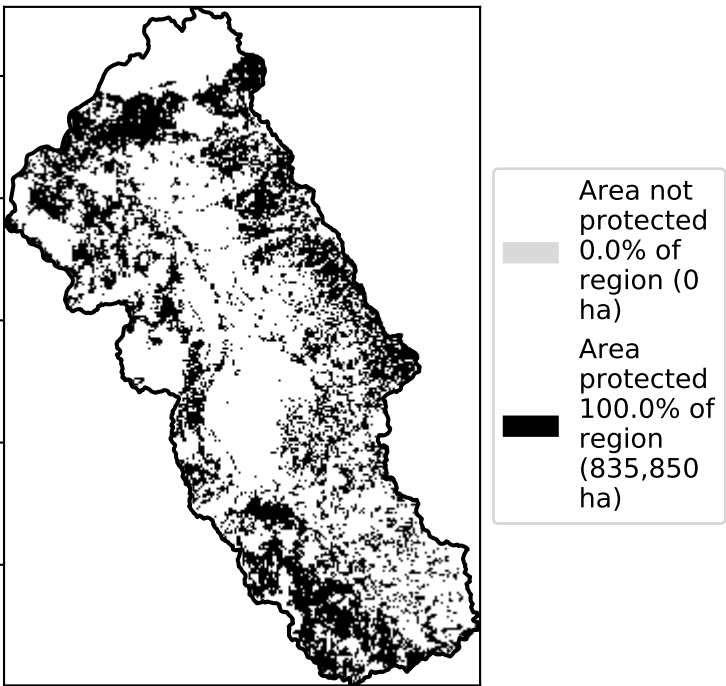 Area not
protected
0.0% of
region (0
ha)
Area
protected
100.0% of
region
(835,850
ha)